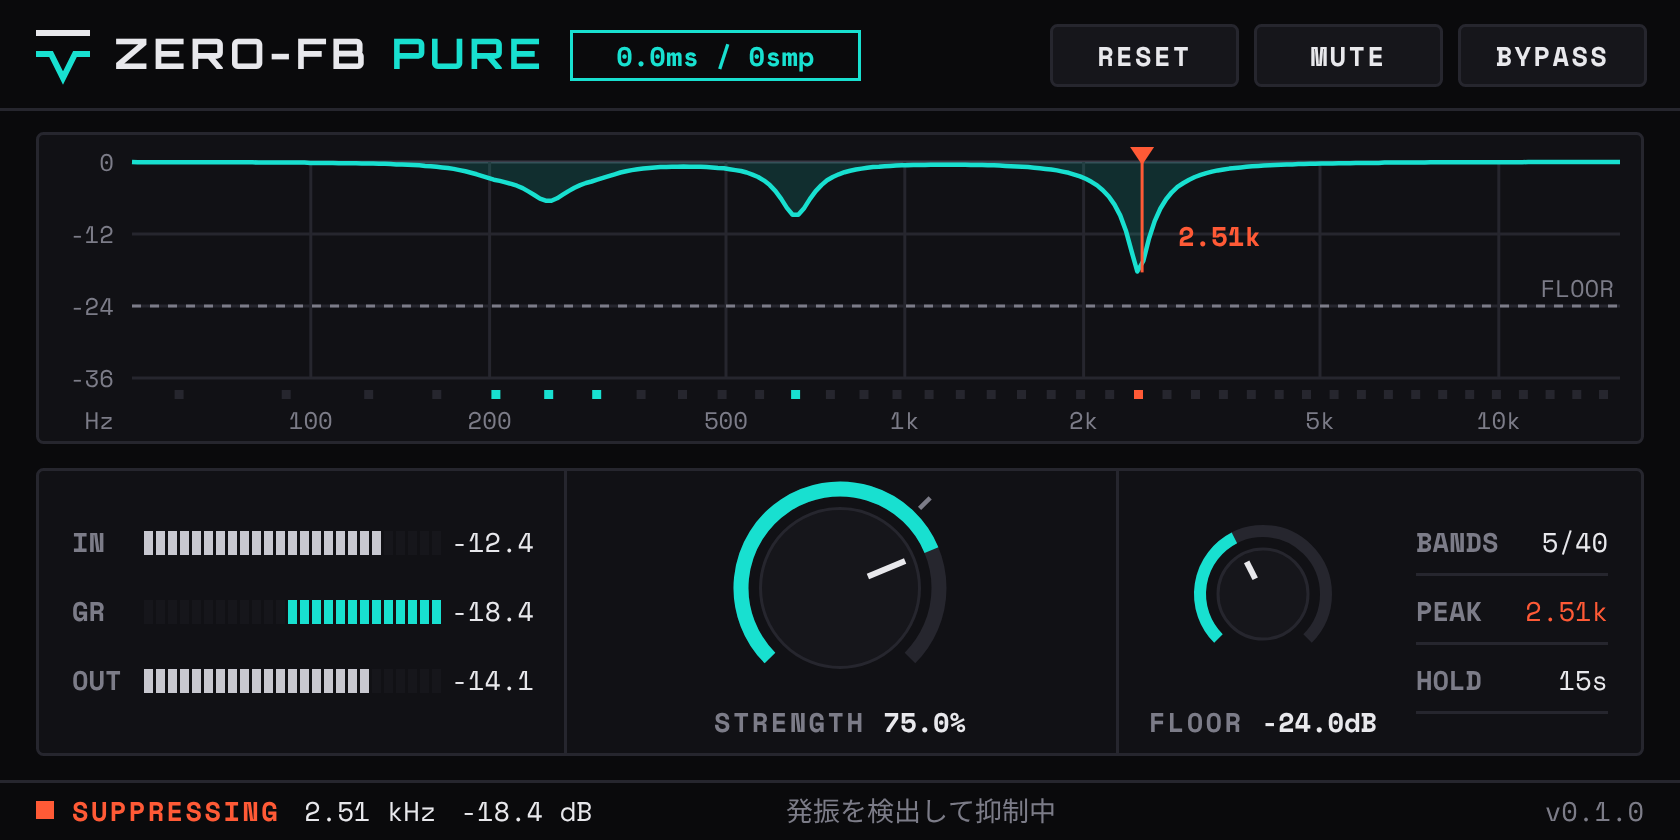 ZERO-FB PURE
0.0ms / 0smp
RESET
MUTE
BYPASS
0
-12
-24
-36
2.51k
FLOOR
Hz 100 200 500 1k 2k 5k 10k
IN -12.4
GR -18.4
OUT -14.1
STRENGTH 75.0%
FLOOR -24.0dB
BANDS 5/40
PEAK 2.51k
HOLD 15s
SUPPRESSING 2.51 kHz -18.4 dB
発振を検出して抑制中
v0.1.0